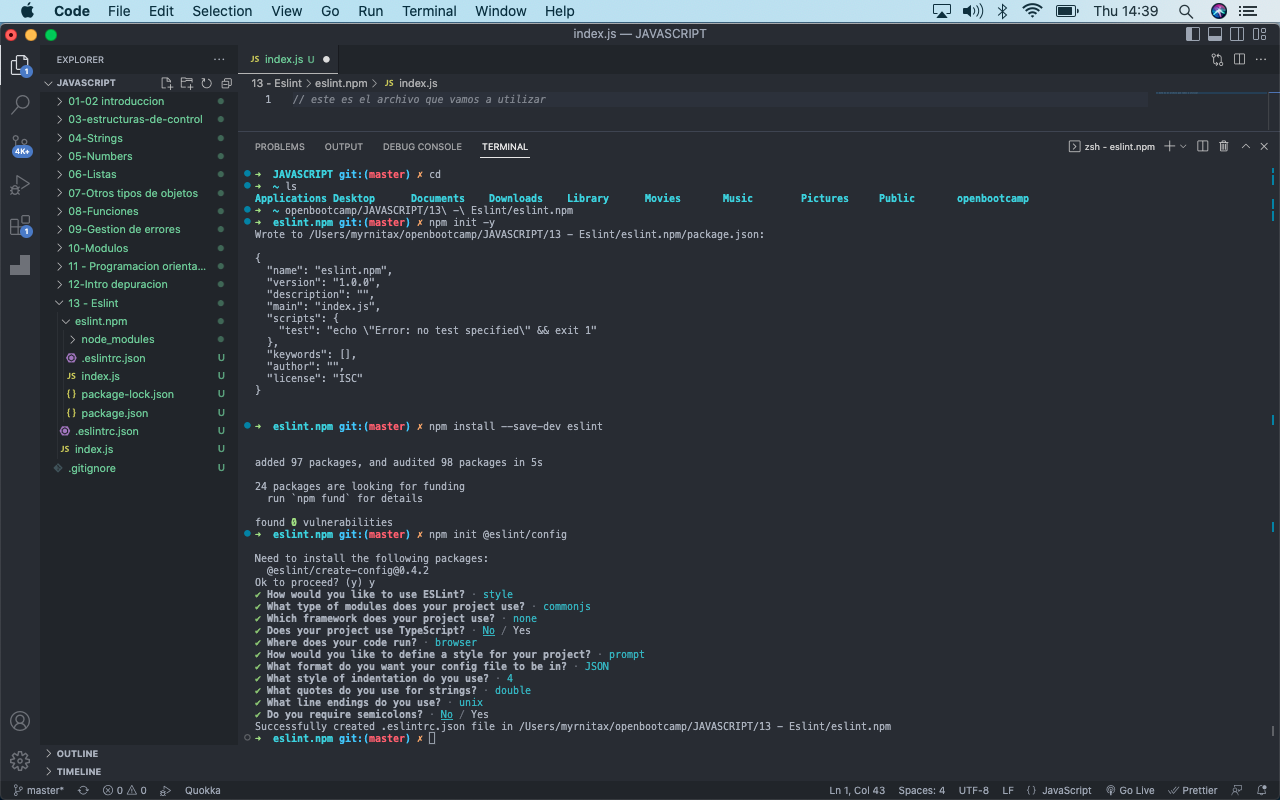 Code File Edit Selection View Go Run Terminal Window Help Thu 14:39
index.js — JAVASCRIPT
EXPLORER
JAVASCRIPT
01-02 introduccion
03-estructuras-de-control
04-Strings
05-Numbers
06-Listas
07-Otros tipos de objetos
08-Funciones
09-Gestion de errores
10-Modulos
11 - Programacion orienta...
12-Intro depuracion
13 - Eslint
eslint.npm
node_modules
.eslintrc.json U
JS index.js U
{} package-lock.json U
{} package.json U
.eslintrc.json U
JS index.js U
.gitignore U
OUTLINE
TIMELINE
1
4K+
1
JS index.js U
13 - Eslint > eslint.npm > JS index.js
1 // este es el archivo que vamos a utilizar
PROBLEMS OUTPUT DEBUG CONSOLE TERMINAL zsh - eslint.npm
➜ JAVASCRIPT git:(master) ✗ cd
➜ ~ ls
Applications Desktop Documents Downloads Library Movies Music Pictures Public openbootcamp
➜ ~ openbootcamp/JAVASCRIPT/13\ -\ Eslint/eslint.npm
➜ eslint.npm git:(master) ✗ npm init -y
Wrote to /Users/myrnitax/openbootcamp/JAVASCRIPT/13 - Eslint/eslint.npm/package.json:
{
"name": "eslint.npm",
"version": "1.0.0",
"description": "",
"main": "index.js",
"scripts": {
"test": "echo \"Error: no test specified\" && exit 1"
},
"keywords": [],
"author": "",
"license": "ISC"
}
➜ eslint.npm git:(master) ✗ npm install --save-dev eslint
added 97 packages, and audited 98 packages in 5s
24 packages are looking for funding
run `npm fund` for details
found 0 vulnerabilities
➜ eslint.npm git:(master) ✗ npm init @eslint/config
Need to install the following packages:
@eslint/create-config@0.4.2
Ok to proceed? (y) y
✔ How would you like to use ESLint? · style
✔ What type of modules does your project use? · commonjs
✔ Which framework does your project use? · none
✔ Does your project use TypeScript? · No / Yes
✔ Where does your code run? · browser
✔ How would you like to define a style for your project? · prompt
✔ What format do you want your config file to be in? · JSON
✔ What style of indentation do you use? · 4
✔ What quotes do you use for strings? · double
✔ What line endings do you use? · unix
✔ Do you require semicolons? · No / Yes
Successfully created .eslintrc.json file in /Users/myrnitax/openbootcamp/JAVASCRIPT/13 - Eslint/eslint.npm
➜ eslint.npm git:(master) ✗
master* 0 0 Quokka Ln 1, Col 43 Spaces: 4 UTF-8 LF {} JavaScript Go Live Prettier